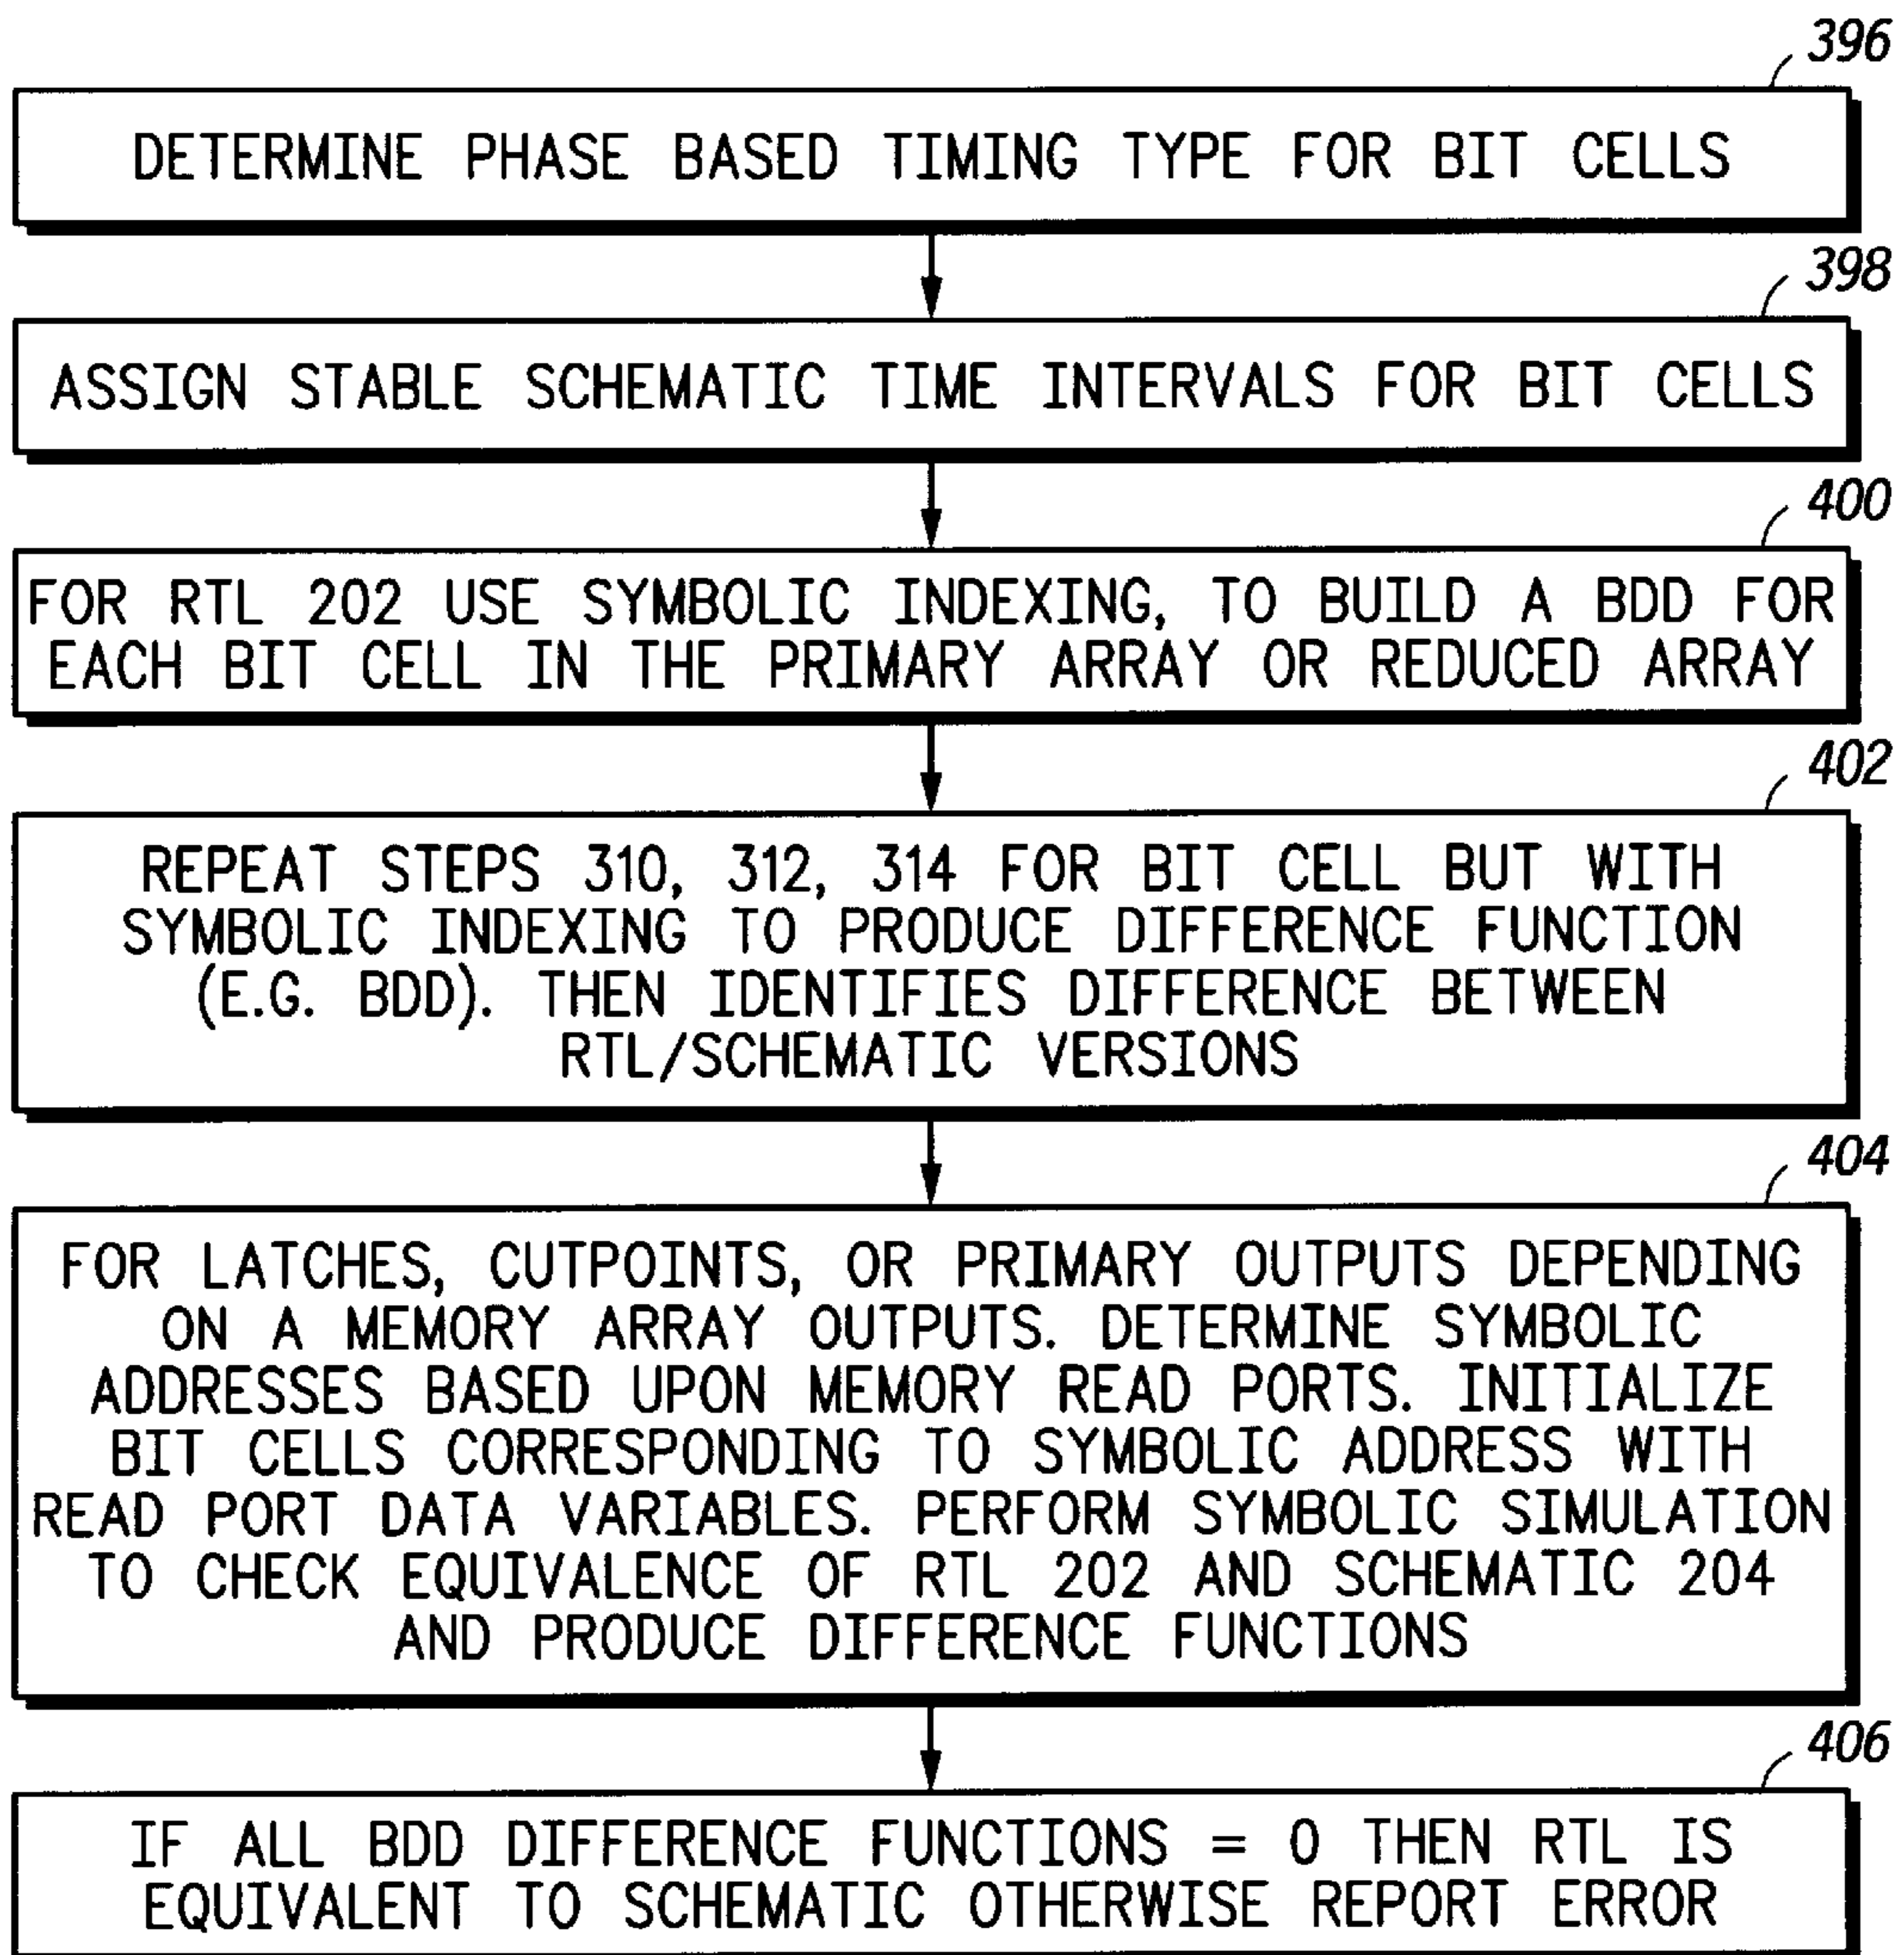 396
DETERMINE PHASE BASED TIMING TYPE FOR BIT CELLS
398
ASSIGN STABLE SCHEMATIC TIME INTERVALS FOR BIT CELLS
400
FOR RTL 202 USE SYMBOLIC INDEXING, TO BUILD A BDD FOR
EACH BIT CELL IN THE PRIMARY ARRAY OR REDUCED ARRAY
402
REPEAT STEPS 310, 312, 314 FOR BIT CELL BUT WITH
SYMBOLIC INDEXING TO PRODUCE DIFFERENCE FUNCTION
(E.G. BDD). THEN IDENTIFIES DIFFERENCE BETWEEN
RTL/SCHEMATIC VERSIONS
404
FOR LATCHES, CUTPOINTS, OR PRIMARY OUTPUTS DEPENDING
ON A MEMORY ARRAY OUTPUTS. DETERMINE SYMBOLIC
ADDRESSES BASED UPON MEMORY READ PORTS. INITIALIZE
BIT CELLS CORRESPONDING TO SYMBOLIC ADDRESS WITH
READ PORT DATA VARIABLES. PERFORM SYMBOLIC SIMULATION
TO CHECK EQUIVALENCE OF RTL 202 AND SCHEMATIC 204
AND PRODUCE DIFFERENCE FUNCTIONS
406
IF ALL BDD DIFFERENCE FUNCTIONS = 0 THEN RTL IS
EQUIVALENT TO SCHEMATIC OTHERWISE REPORT ERROR